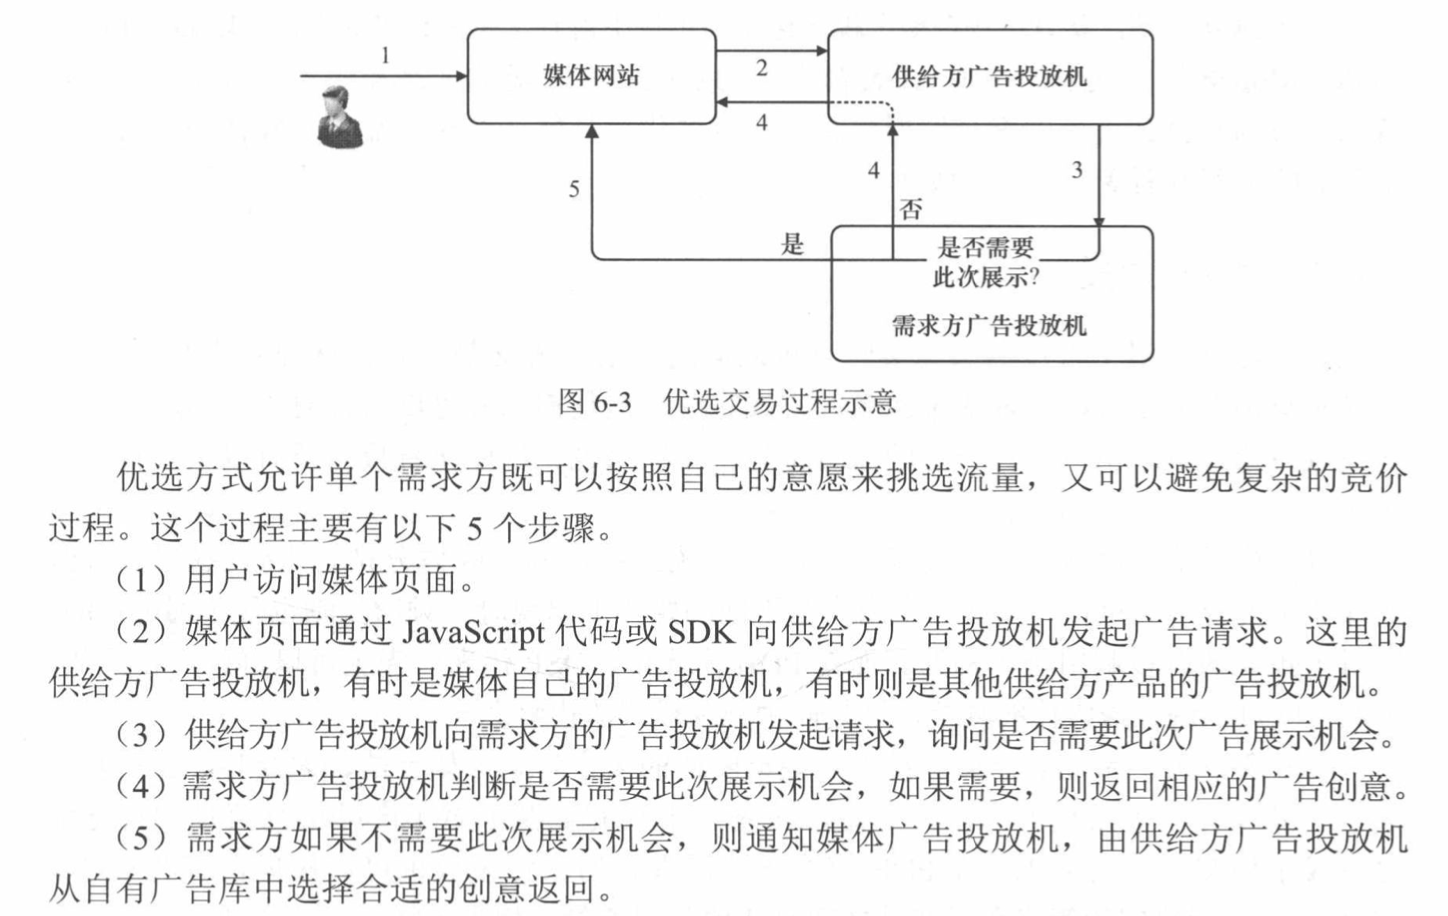 1
媒体网站
2
供给方广告投放机
4
4
3
5
否
是
是否需要
此次展示?
需求方广告投放机
图 6-3　优选交易过程示意
优选方式允许单个需求方既可以按照自己的意愿来挑选流量，又可以避免复杂的竞价
过程。这个过程主要有以下 5 个步骤。
（1）用户访问媒体页面。
（2）媒体页面通过 JavaScript 代码或 SDK 向供给方广告投放机发起广告请求。这里的
供给方广告投放机，有时是媒体自己的广告投放机，有时则是其他供给方产品的广告投放机。
（3）供给方广告投放机向需求方的广告投放机发起请求，询问是否需要此次广告展示机会。
（4）需求方广告投放机判断是否需要此次展示机会，如果需要，则返回相应的广告创意。
（5）需求方如果不需要此次展示机会，则通知媒体广告投放机，由供给方广告投放机
从自有广告库中选择合适的创意返回。